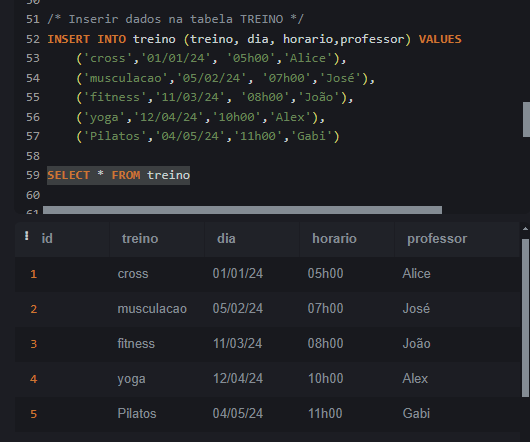 50
51 /* Inserir dados na tabela TREINO */
52 INSERT INTO treino (treino, dia, horario,professor) VALUES
53 ('cross','01/01/24', '05h00','Alice'),
54 ('musculacao','05/02/24', '07h00','José'),
55 ('fitness','11/03/24', '08h00','João'),
56 ('yoga','12/04/24','10h00','Alex'),
57 ('Pilatos','04/05/24','11h00','Gabi')
58
59 SELECT * FROM treino
60
61
id treino dia horario professor
1 cross 01/01/24 05h00 Alice
2 musculacao 05/02/24 07h00 José
3 fitness 11/03/24 08h00 João
4 yoga 12/04/24 10h00 Alex
5 Pilatos 04/05/24 11h00 Gabi